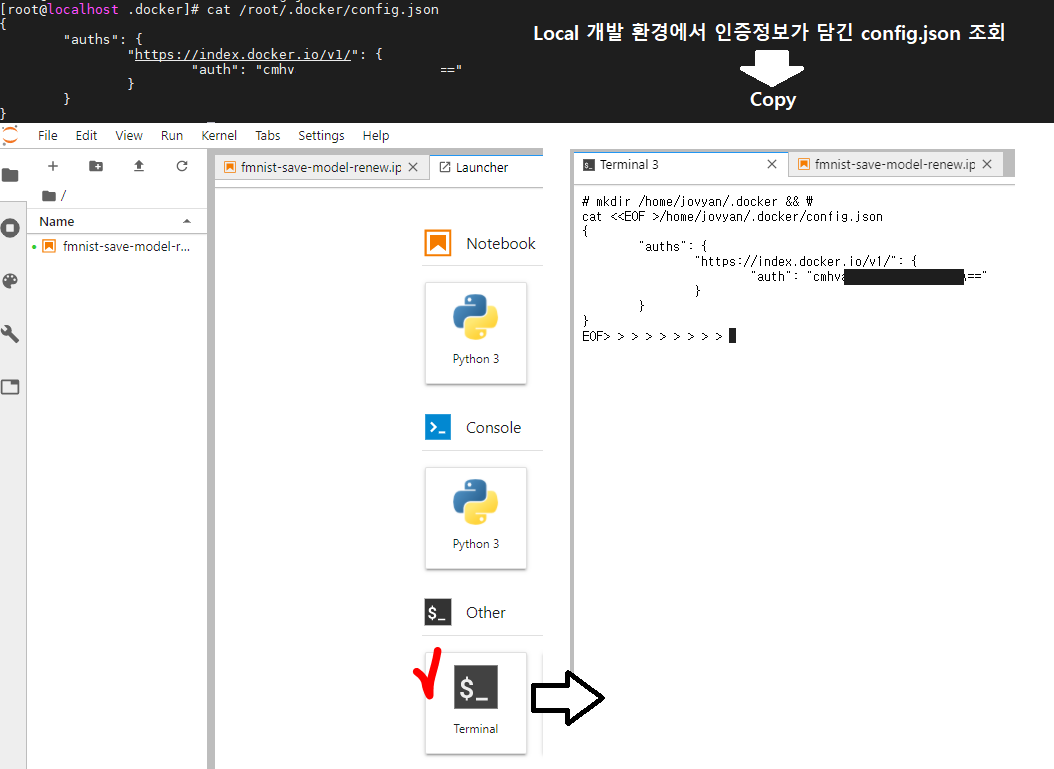 [root@localhost .docker]# cat /root/.docker/config.json
{
"auths": {
"https://index.docker.io/v1/": {
"auth": "cmhv =="
}
}
}
Local 개발 환경에서 인증정보가 담긴 config.json 조회
Copy
File Edit View Run Kernel Tabs Settings Help
/
Name
fmnist-save-model-r...
fmnist-save-model-renew.ip
Launcher
Notebook
Python 3
Console
Python 3
Other
$_
Terminal
Terminal 3
fmnist-save-model-renew.ip
# mkdir /home/jovyan/.docker && ₩
cat <<EOF >/home/jovyan/.docker/config.json
{
"auths": {
"https://index.docker.io/v1/": {
"auth": "cmhv =="
}
}
}
EOF> > > > > > > > >